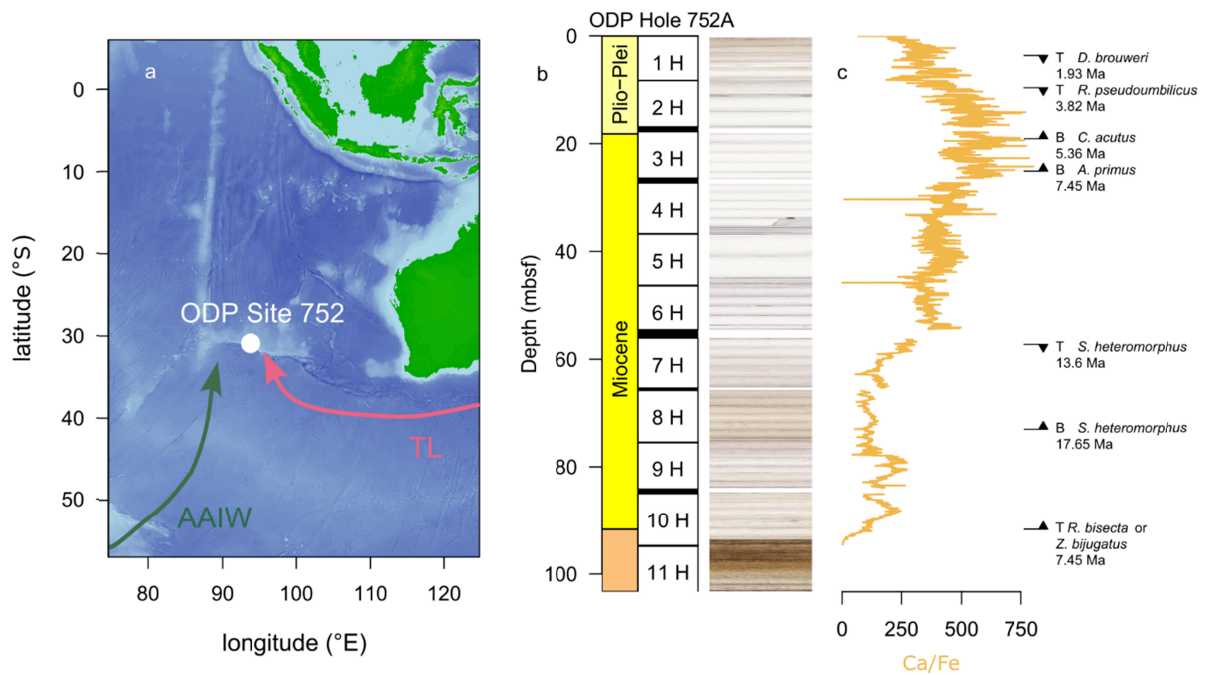 a
0
10
20
30
40
50
latitude (°S)
ODP Site 752
TL
AAIW
80
90
100
110
120
longitude (°E)
ODP Hole 752A
b
0
20
40
60
80
100
Depth (mbsf)
Plio-Plei
Miocene
1 H
2 H
3 H
4 H
5 H
6 H
7 H
8 H
9 H
10 H
11 H
c
T D. brouweri
1.93 Ma
T R. pseudoumbilicus
3.82 Ma
B C. acutus
5.36 Ma
B A. primus
7.45 Ma
T S. heteromorphus
13.6 Ma
B S. heteromorphus
17.65 Ma
T R. bisecta or
Z. bijugatus
7.45 Ma
0
250
500
750
Ca/Fe